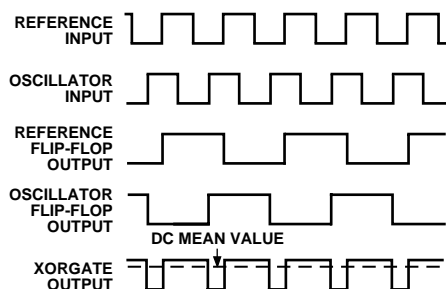 REFERENCE
INPUT
OSCILLATOR
INPUT
REFERENCE
FLIP-FLOP
OUTPUT
OSCILLATOR
FLIP-FLOP
OUTPUT
DC MEAN VALUE
XORGATE
OUTPUT